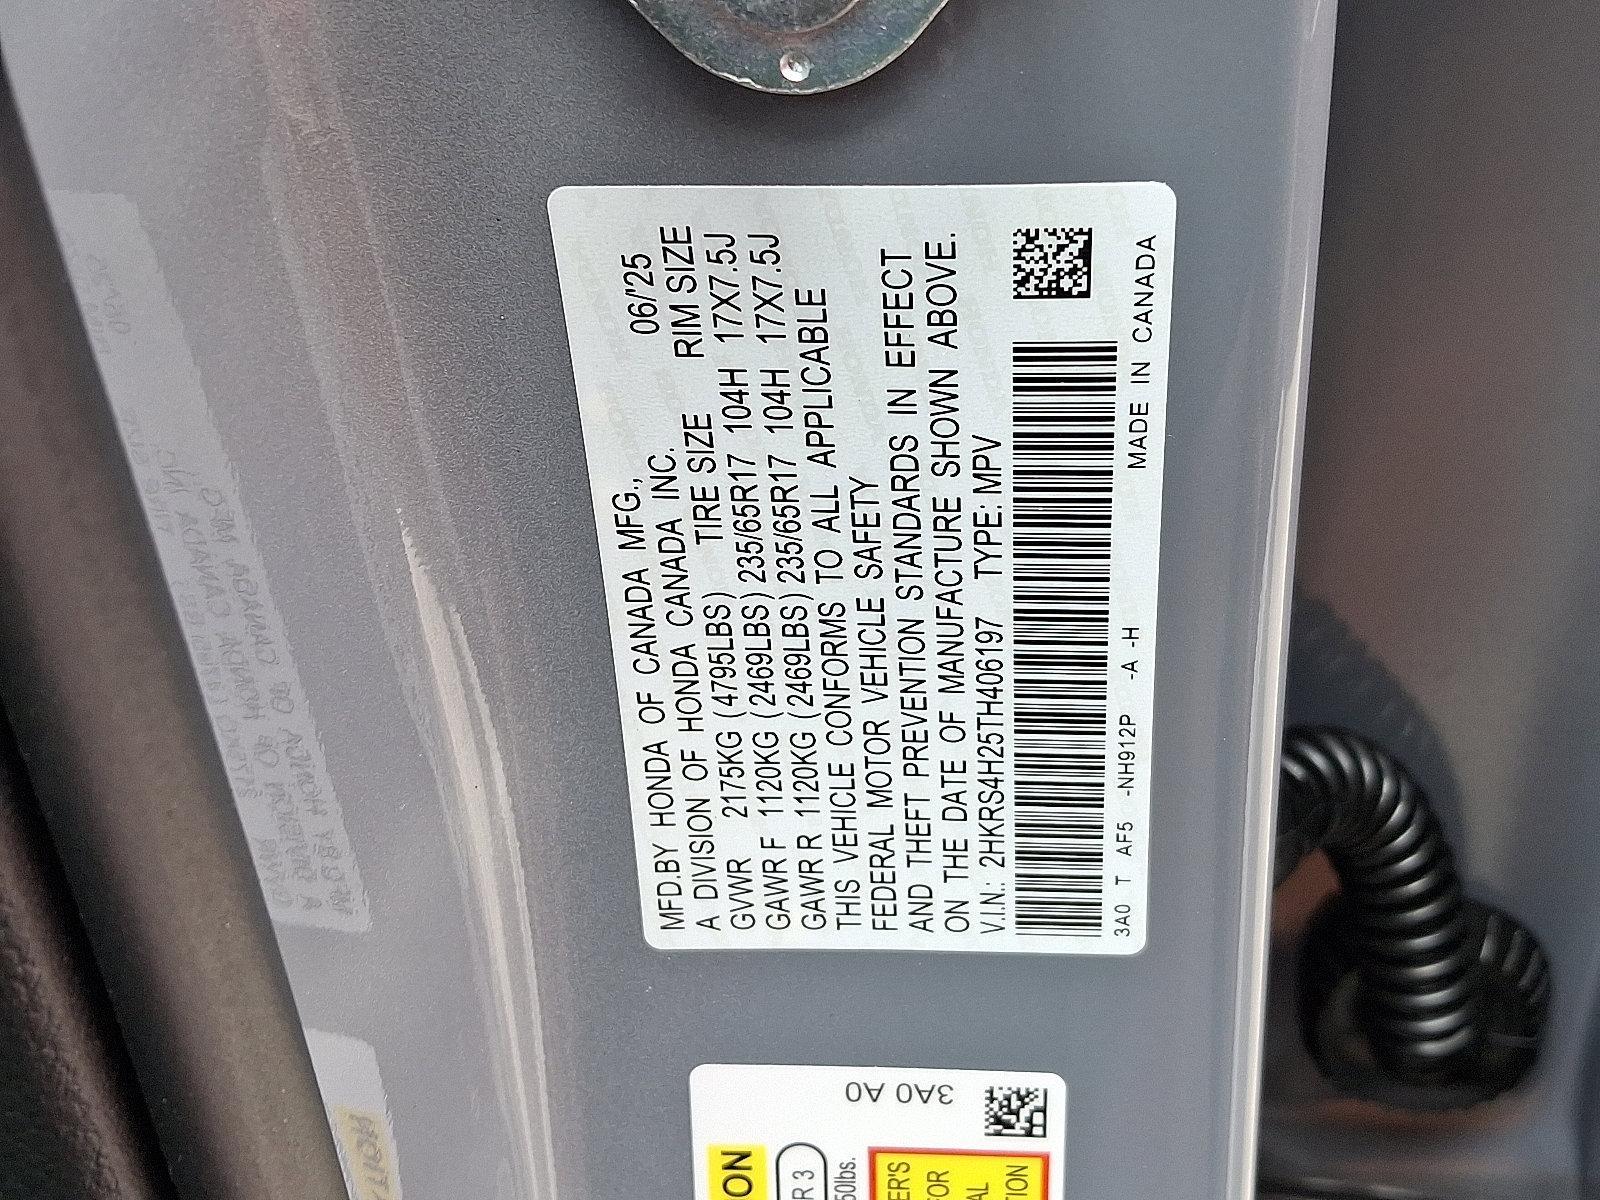 MFD.BY HONDA OF CANADA MFG., 06/'25
A DIVISION OF HONDA CANADA INC.
TIRE SIZE RIM SIZE
GVWR 2175KG (4795LBS)
GAWR F 1120KG (2469LBS) 235/65R17 104H 17X7.5J
GAWR R 1120KG (2469LBS) 235/65R17 104H 17X7.5J
THIS VEHICLE CONFORMS TO ALL APPLICABLE
FEDERAL MOTOR VEHICLE SAFETY
AND THEFT PREVENTION STANDARDS IN EFFECT
ON THE DATE OF MANUFACTURE SHOWN ABOVE.
V.I.N.: 2HKRS4H25TH406197 TYPE: MPV
3A0 T AF5 -NH912P -A -H MADE IN CANADA
3A0 A0